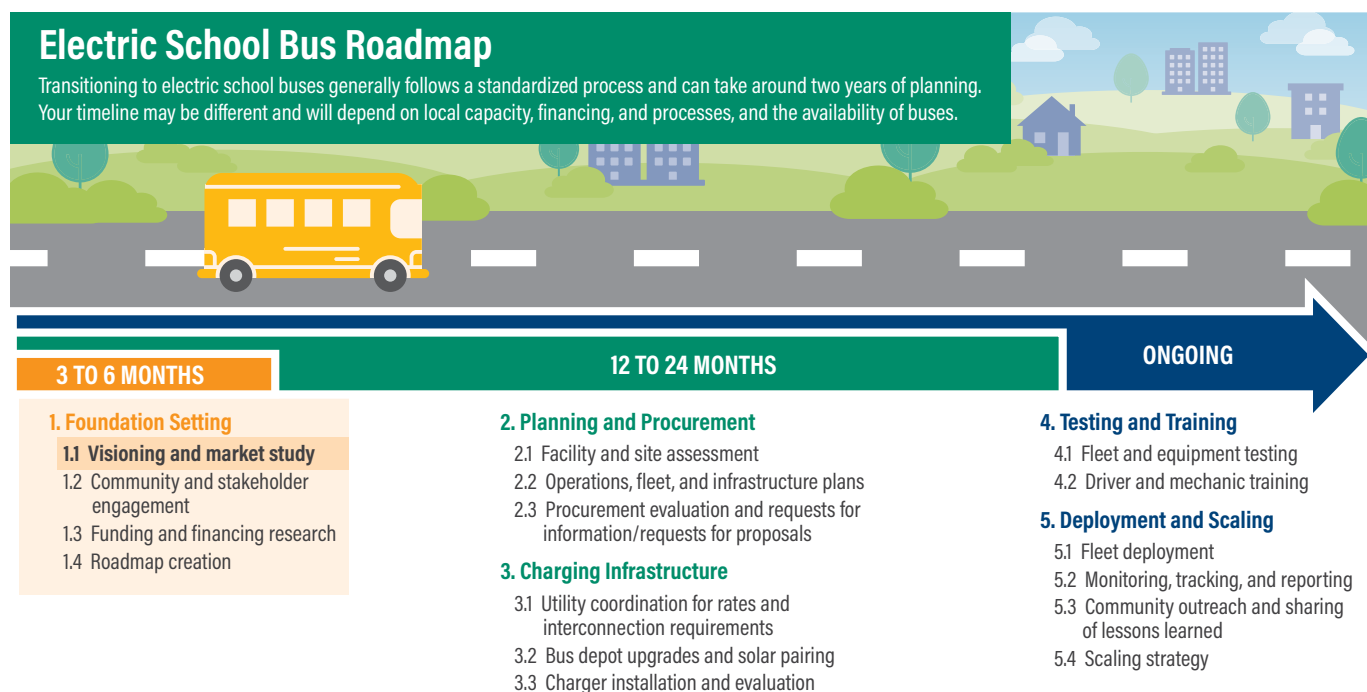 Electric School Bus Roadmap
Transitioning to electric school buses generally follows a standardized process and can take around two years of planning.
Your timeline may be different and will depend on local capacity, financing, and processes, and the availability of buses.
3 TO 6 MONTHS
12 TO 24 MONTHS
ONGOING
1. Foundation Setting
1.1 Visioning and market study
1.2 Community and stakeholder
engagement
1.3 Funding and financing research
1.4 Roadmap creation
2. Planning and Procurement
2.1 Facility and site assessment
2.2 Operations, fleet, and infrastructure plans
2.3 Procurement evaluation and requests for
information/requests for proposals
3. Charging Infrastructure
3.1 Utility coordination for rates and
interconnection requirements
3.2 Bus depot upgrades and solar pairing
3.3 Charger installation and evaluation
4. Testing and Training
4.1 Fleet and equipment testing
4.2 Driver and mechanic training
5. Deployment and Scaling
5.1 Fleet deployment
5.2 Monitoring, tracking, and reporting
5.3 Community outreach and sharing
of lessons learned
5.4 Scaling strategy